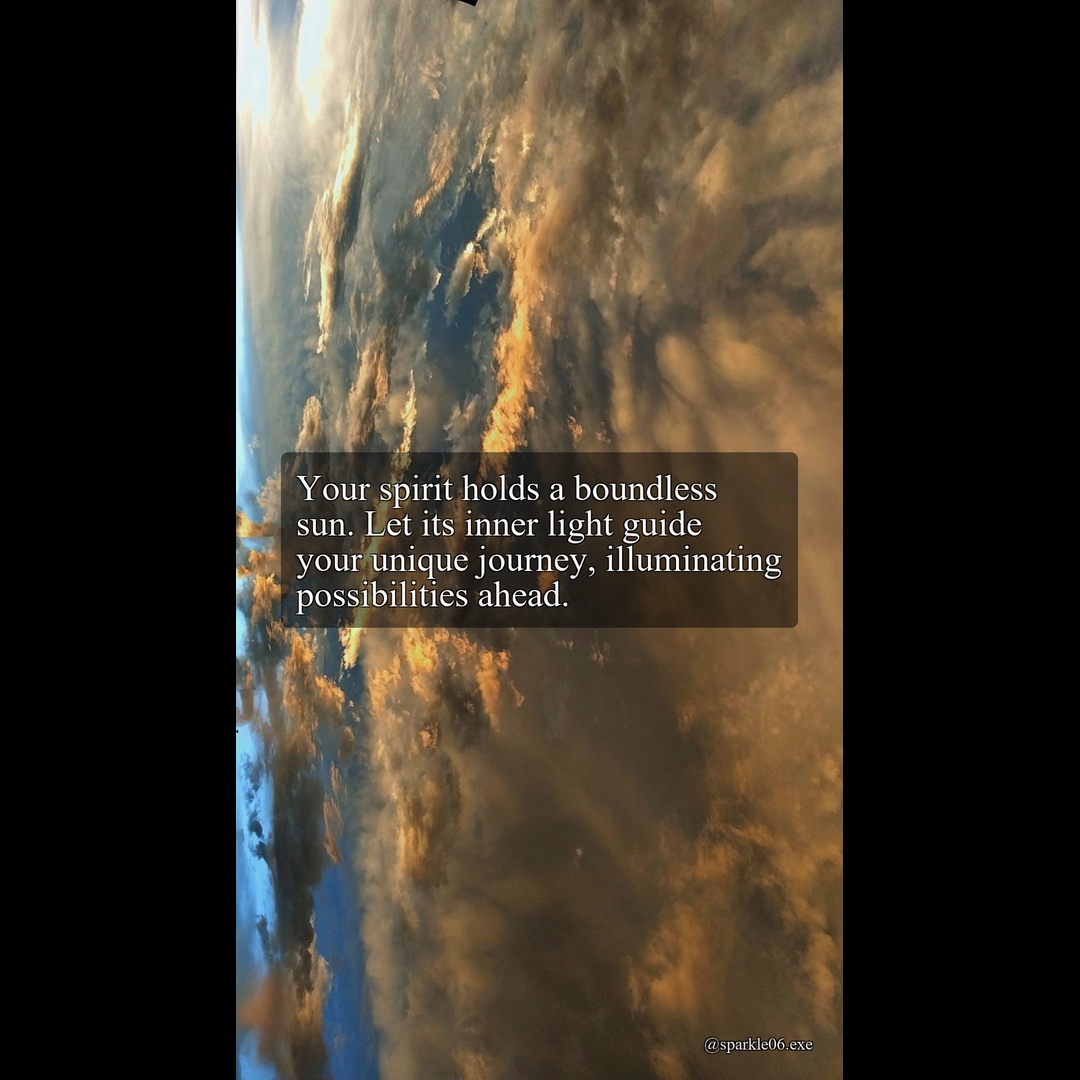 Your spirit holds a boundless
sun. Let its inner light guide
your unique journey, illuminating
possibilities ahead.
@sparkle06.exe